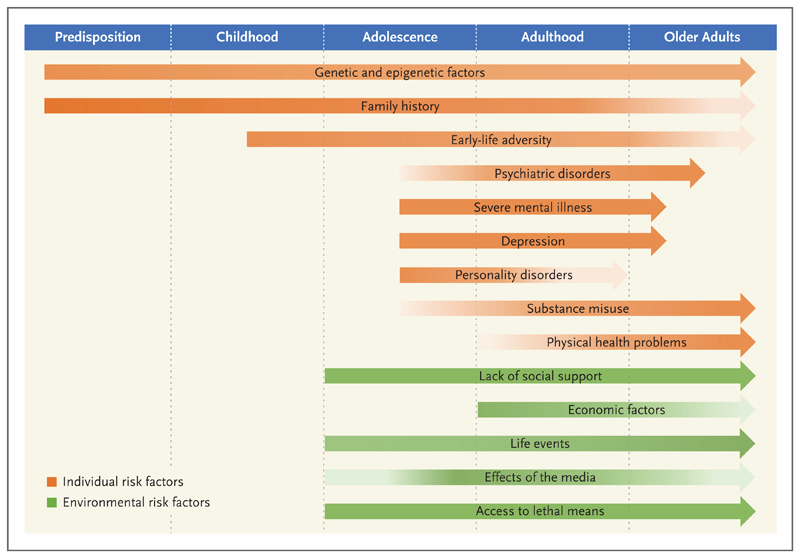 Predisposition Childhood Adolescence Adulthood Older Adults
Genetic and epigenetic factors
Family history
Early-life adversity
Psychiatric disorders
Severe mental illness
Depression
Personality disorders
Substance misuse
Physical health problems
Lack of social support
Economic factors
Life events
Effects of the media
Access to lethal means
Individual risk factors
Environmental risk factors